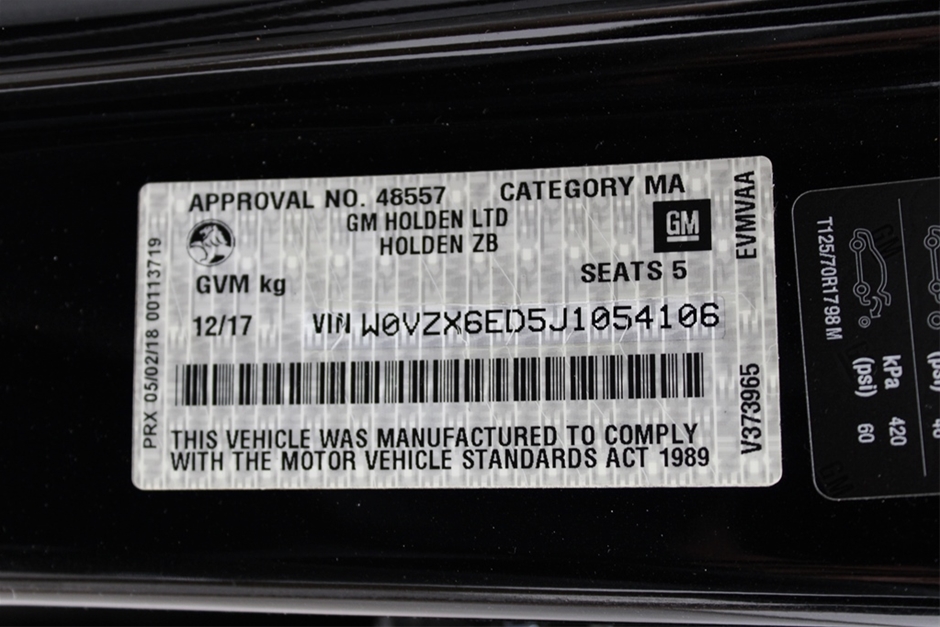 APPROVAL NO. 48557 CATEGORY MA
GM HOLDEN LTD
HOLDEN ZB
GM
GVM kg
SEATS 5
12/17 VIN W0VZX6ED5J1054106
THIS VEHICLE WAS MANUFACTURED TO COMPLY
WITH THE MOTOR VEHICLE STANDARDS ACT 1989
PRX 05/02/18 00113719
EVMVAA
V373965
T125/70R1798 M
kPa 420
(psi) 60